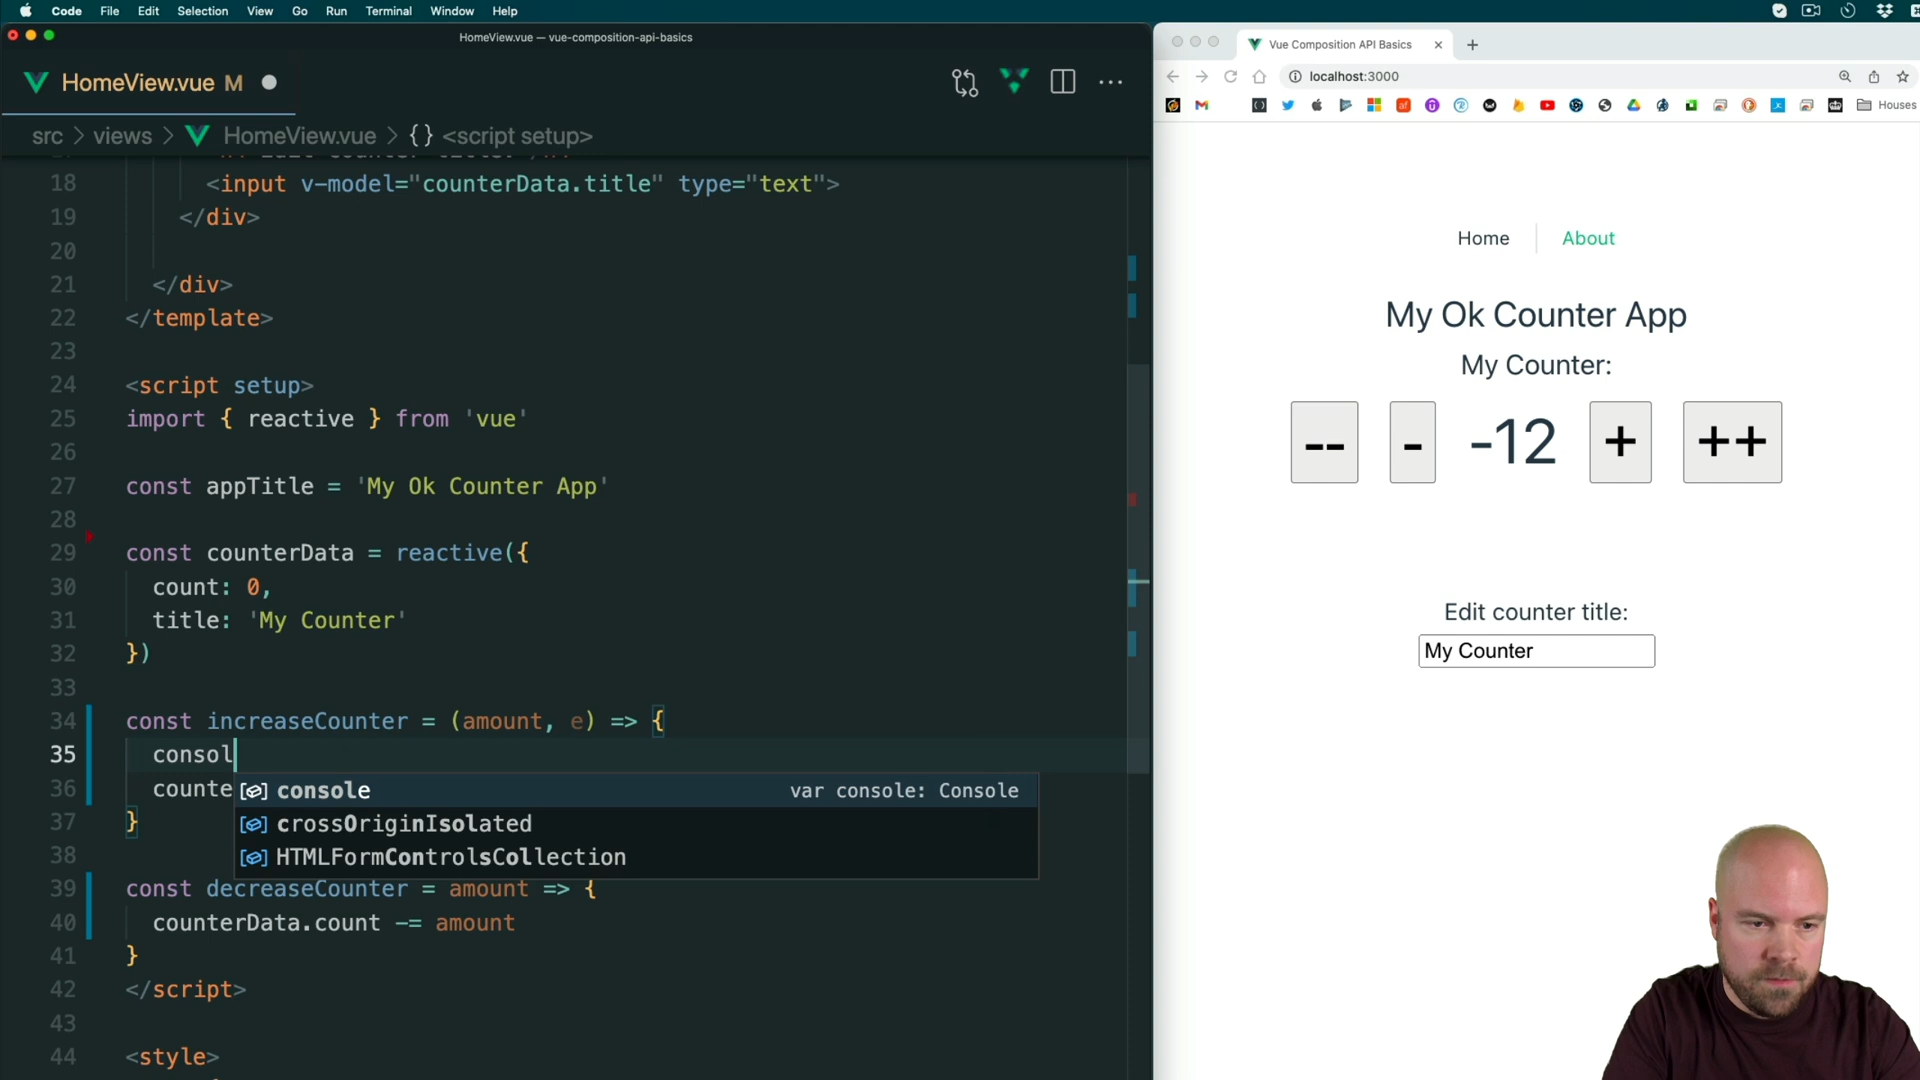 Code File Edit Selection View Go Run Terminal Window Help
HomeView.vue — vue-composition-api-basics
HomeView.vue M
src > views > HomeView.vue > {} <script setup>
18 <input v-model="counterData.title" type="text">
19 </div>
20
21 </div>
22 </template>
23
24 <script setup>
25 import { reactive } from 'vue'
26
27 const appTitle = 'My Ok Counter App'
28
29 const counterData = reactive({
30 count: 0,
31 title: 'My Counter'
32 })
33
34 const increaseCounter = (amount, e) => {
35 consol
36 counte
console var console: Console
crossOriginIsolated
HTMLFormControlsCollection
37 }
38
39 const decreaseCounter = amount => {
40 counterData.count -= amount
41 }
42 </script>
43
44 <style>
Vue Composition API Basics
localhost:3000
Houses
Home About
My Ok Counter App
My Counter:
-- - -12 + ++
Edit counter title:
My Counter